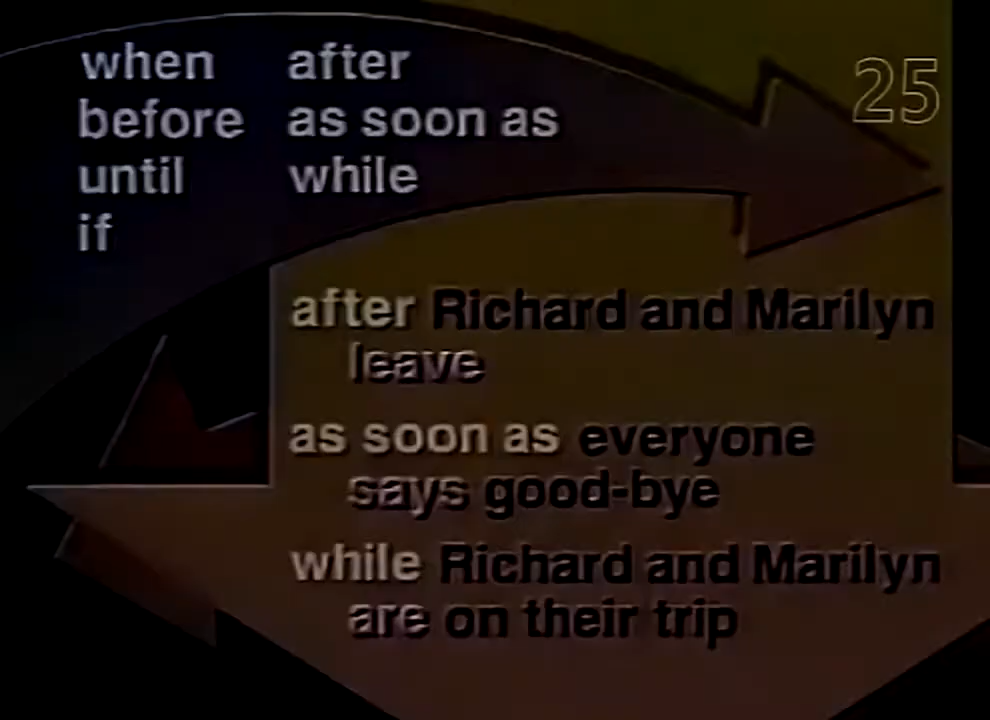 when after
before as soon as
until while
if
25
after Richard and Marilyn
leave
as soon as everyone
says good-bye
while Richard and Marilyn
are on their trip